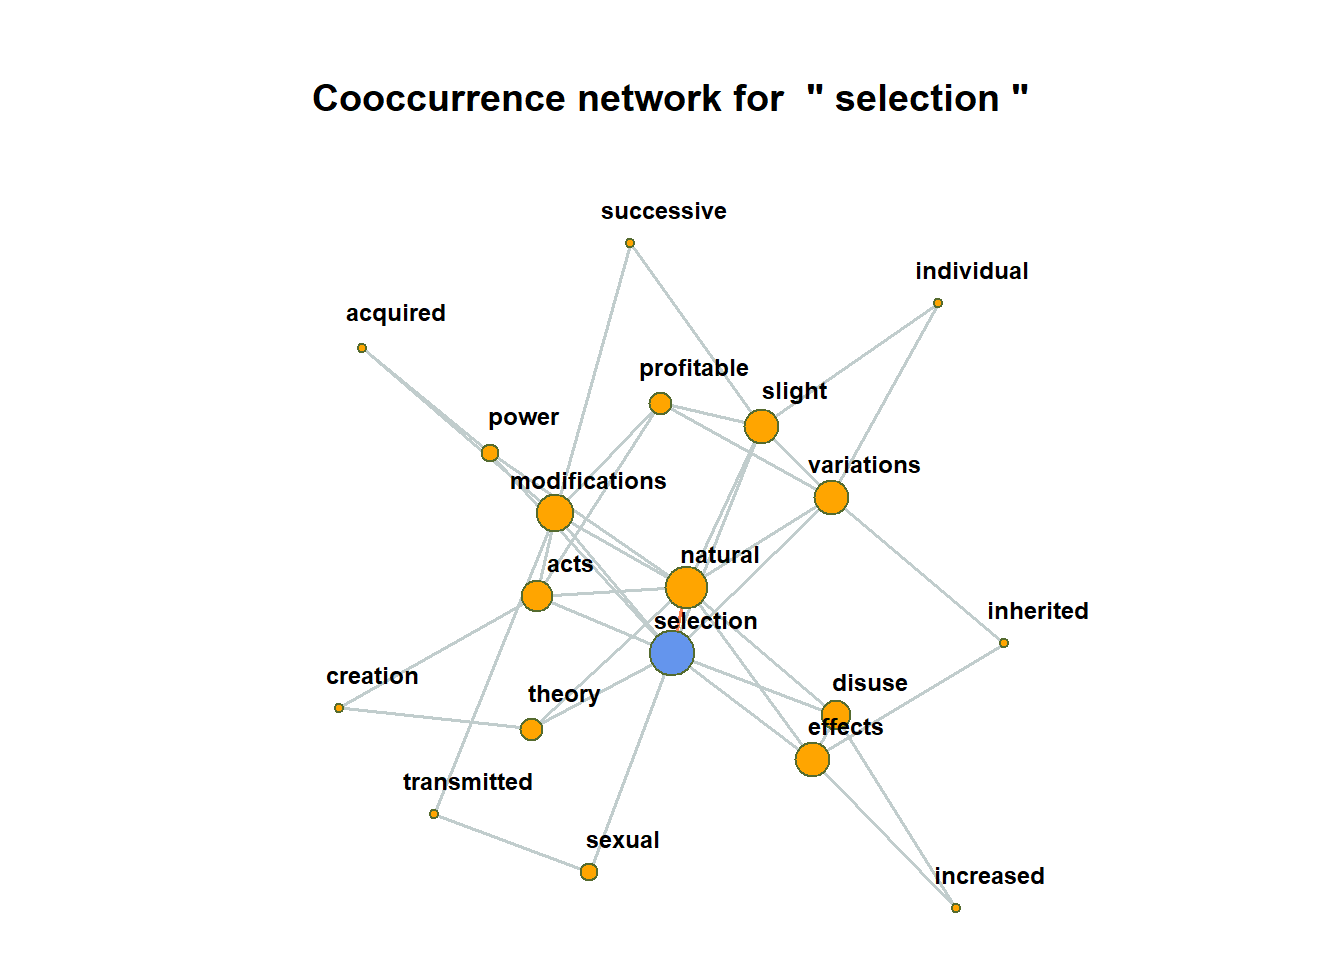 Cooccurrence network for " selection "
successive
individual
acquired
profitable
slight
power
variations
modifications
natural
acts
inherited
selection
creation
disuse
theory
effects
transmitted
sexual
increased